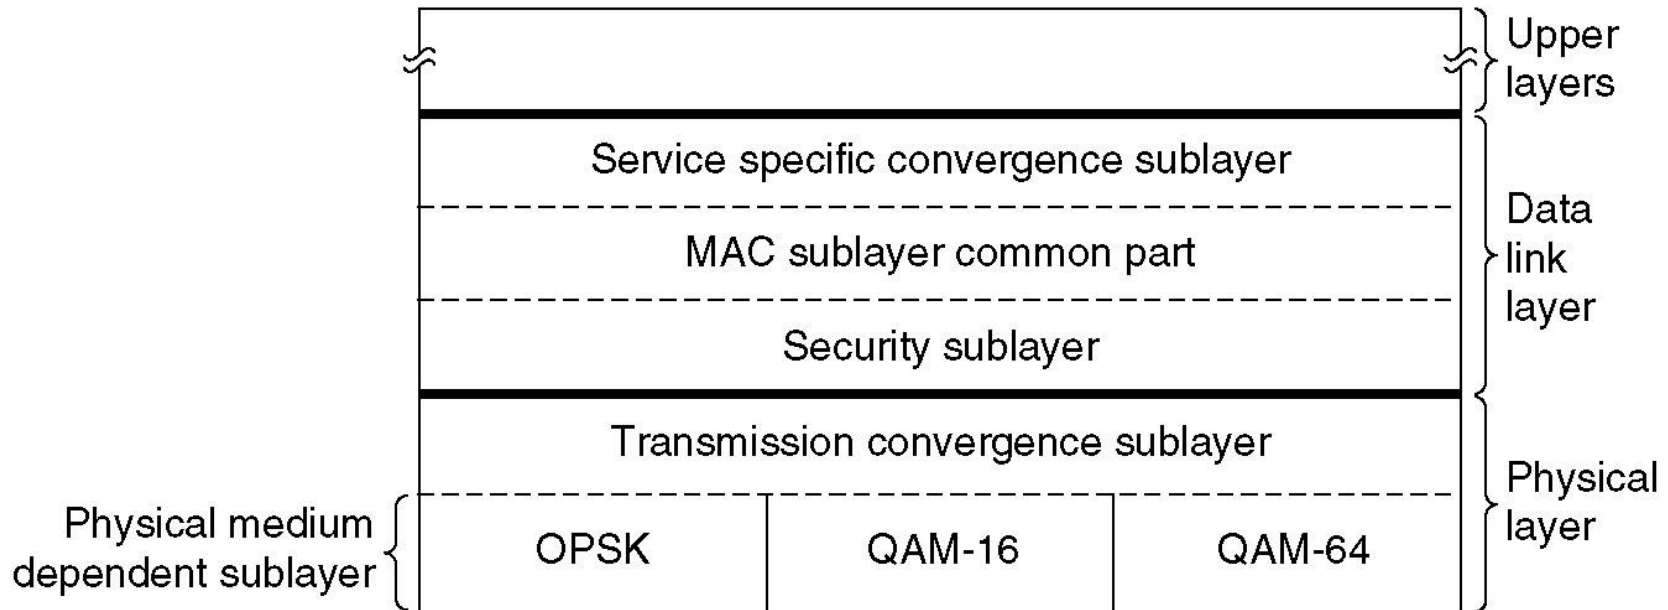 Upper
layers
Service specific convergence sublayer
MAC sublayer common part
Security sublayer
Data
link
layer
Transmission convergence sublayer
Physical medium
dependent sublayer
OPSK
QAM-16
QAM-64
Physical
layer